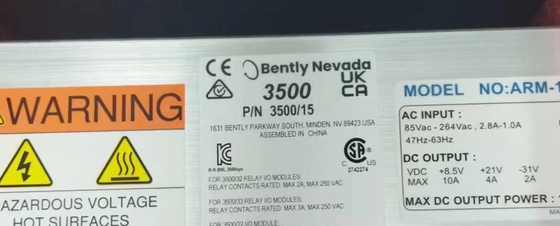 WARNING
HAZARDOUS VOLTAGE
HOT SURFACES
CE
Bently Nevada
3500
UK
CA
P/N 3500/15
1631 BENTLY PARKWAY SOUTH, MINDEN, NV 89423 USA
ASSEMBLED IN CHINA
C US
2742274
FOR 3500/32 RELAY I/O MODULES:
RELAY CONTACTS RATED: MAX 2A, MAX 250 VAC
FOR 3500/33 RELAY I/O MODULES:
RELAY CONTACTS RATED: MAX 3A, MAX 250 VAC
MODEL NO:ARM-1
AC INPUT :
85Vac - 264Vac , 2.8A-1.0A
47Hz-63Hz
DC OUTPUT :
VDC +8.5V +21V -31V
MAX 10A 4A 2A
MAX DC OUTPUT POWER :